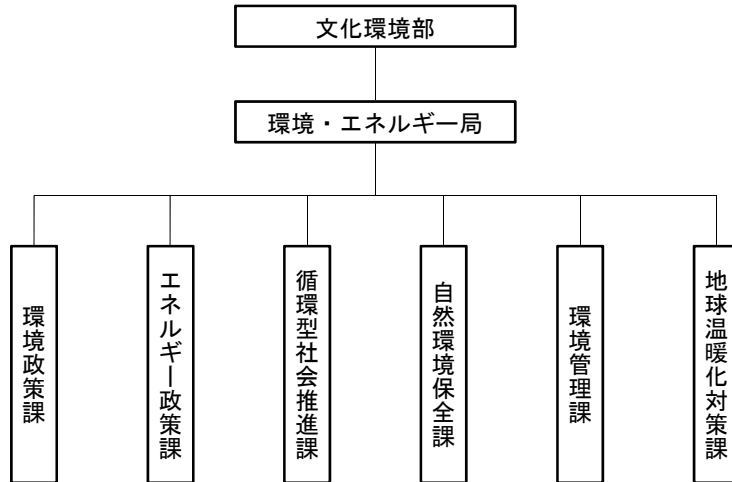 文化環境部
環境・エネルギー局
環境政策課
エネルギー政策課
循環型社会推進課
自然環境保全課
環境管理課
地球温暖化対策課